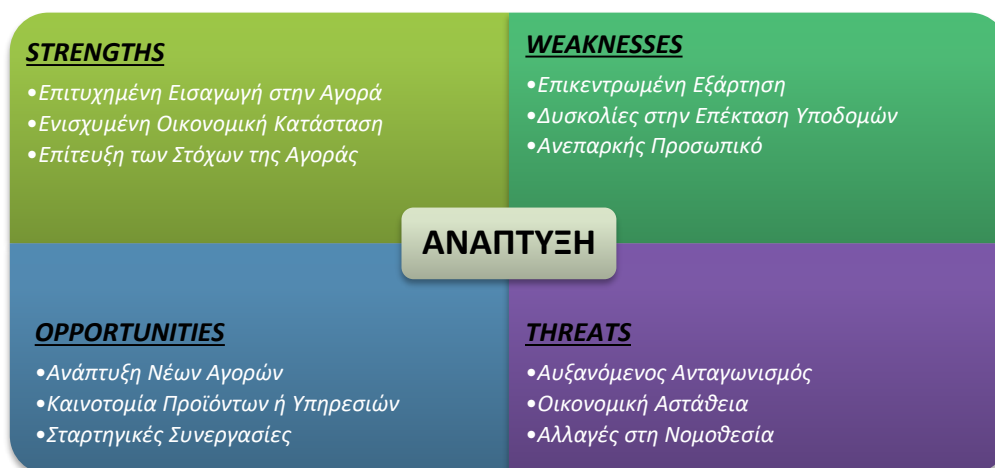 STRENGTHS
•Επιτυχημένη Εισαγωγή στην Αγορά
•Ενισχυμένη Οικονομική Κατάσταση
•Επίτευξη των Στόχων της Αγοράς
WEAKNESSES
•Επικεντρωμένη Εξάρτηση
•Δυσκολίες στην Επέκταση Υποδομών
•Ανεπαρκής Προσωπικό
ΑΝΑΠΤΥΞΗ
OPPORTUNITIES
•Ανάπτυξη Νέων Αγορών
•Καινοτομία Προϊόντων ή Υπηρεσιών
•Σταρτηγικές Συνεργασίες
THREATS
•Αυξανόμενος Ανταγωνισμός
•Οικονομική Αστάθεια
•Αλλαγές στη Νομοθεσία